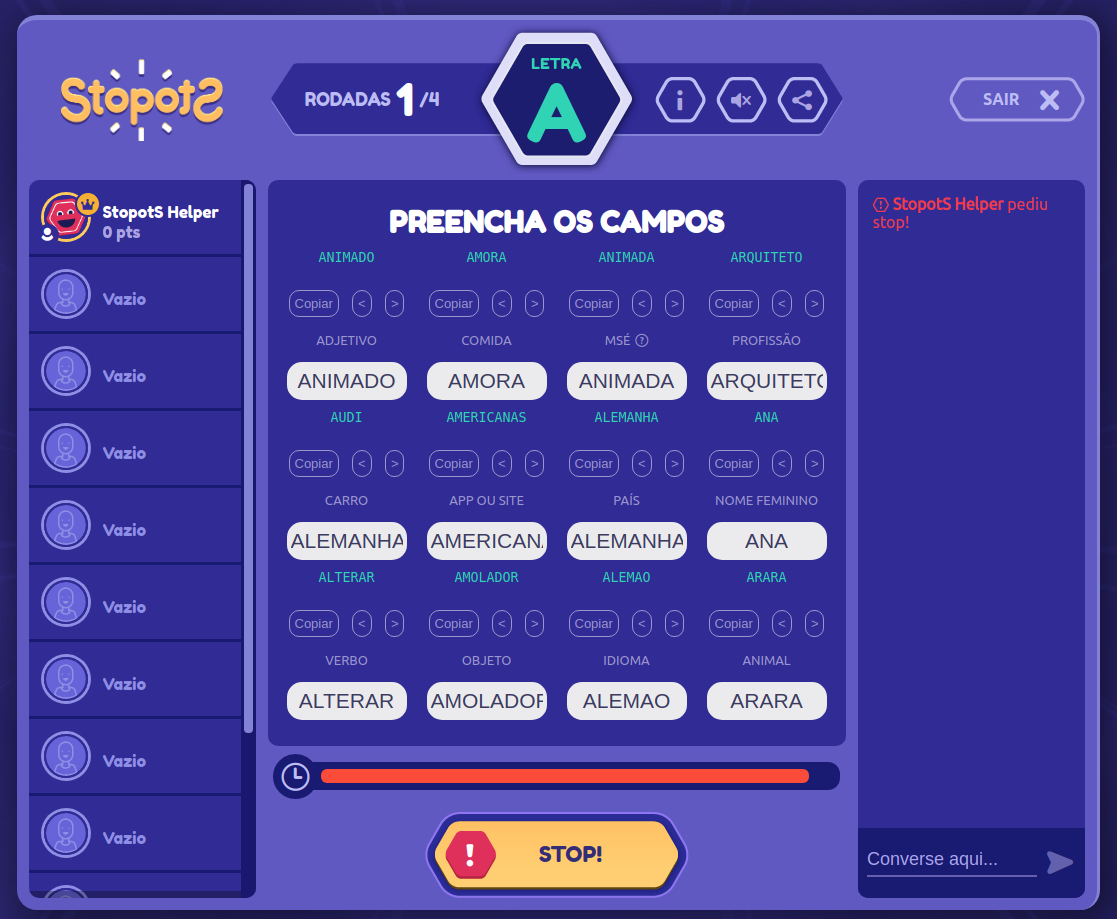 StopotS
RODADAS 1/4
LETRA
A
SAIR
StopotS Helper
0 pts
Vazio
Vazio
Vazio
Vazio
Vazio
Vazio
Vazio
Vazio
PREENCHA OS CAMPOS
ANIMADO AMORA ANIMADA ARQUITETO
Copiar < > Copiar < > Copiar < > Copiar < >
ADJETIVO COMIDA MSÉ ? PROFISSÃO
ANIMADO AMORA ANIMADA ARQUITETO
AUDI AMERICANAS ALEMANHA ANA
Copiar < > Copiar < > Copiar < > Copiar < >
CARRO APP OU SITE PAÍS NOME FEMININO
ALEMANHA AMERICANA ALEMANHA ANA
ALTERAR AMOLADOR ALEMAO ARARA
Copiar < > Copiar < > Copiar < > Copiar < >
VERBO OBJETO IDIOMA ANIMAL
ALTERAR AMOLADOR ALEMAO ARARA
! STOP!
StopotS Helper pediu
stop!
Converse aqui...